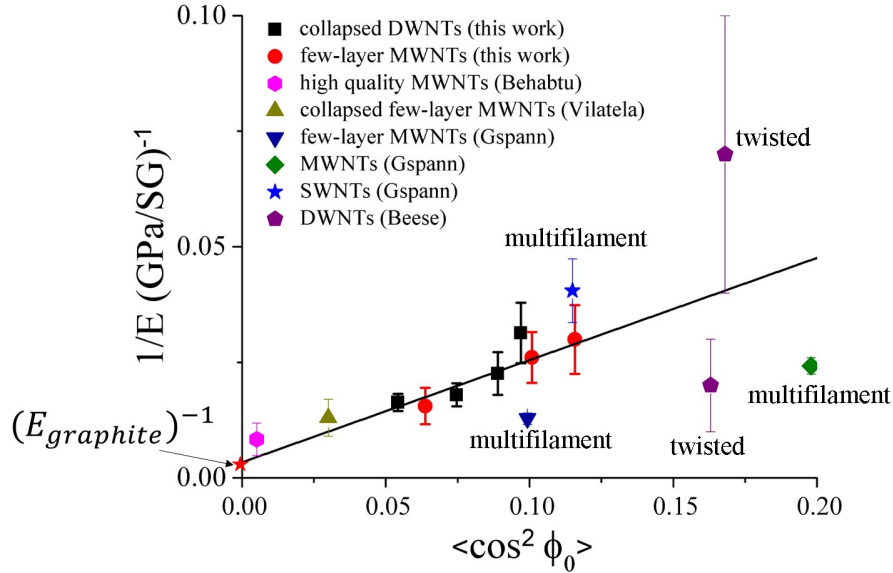 0.10
collapsed DWNTs (this work)
few-layer MWNTs (this work)
high quality MWNTs (Behabtu)
collapsed few-layer MWNTs (Vilatela)
few-layer MWNTs (Gspann)
MWNTs (Gspann)
SWNTs (Gspann)
DWNTs (Beese)
twisted
multifilament
0.05
1/E (GPa/SG)⁻¹
multifilament
multifilament
twisted
(E_graphite)⁻¹
0.00
0.00 0.05 0.10 0.15 0.20
<cos² ϕ₀>